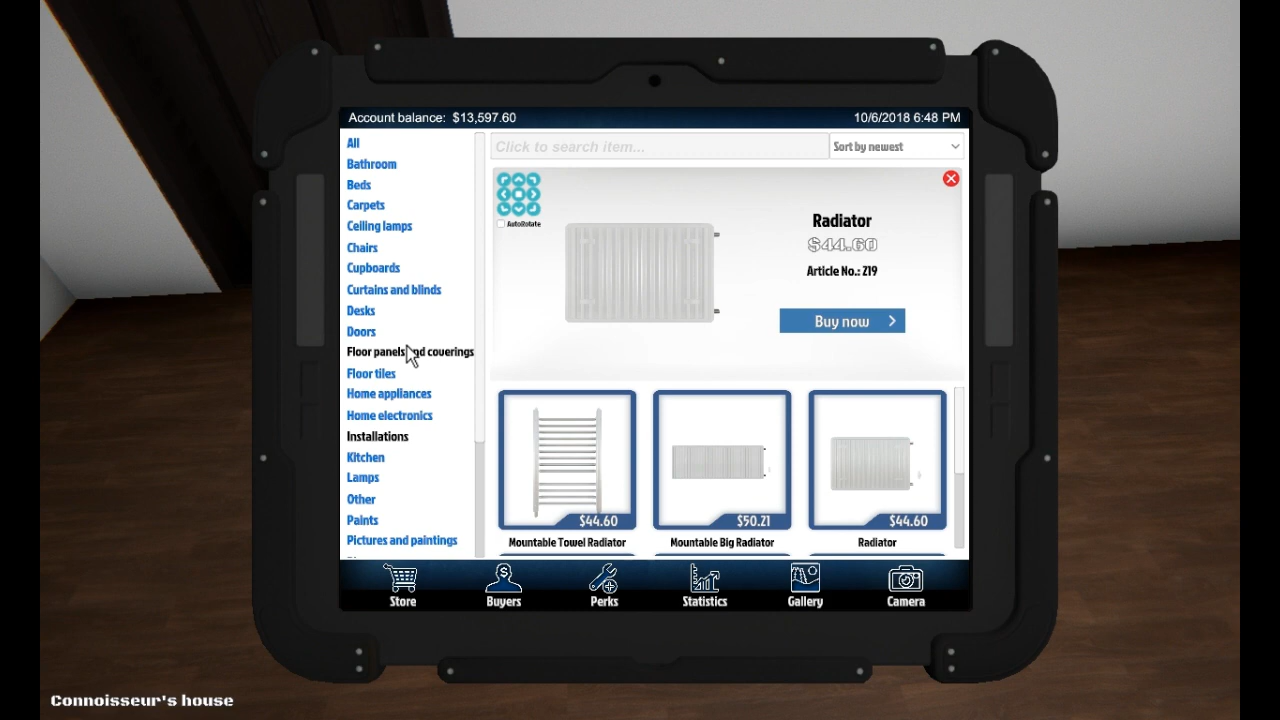 Account balance: $13,597.60
10/6/2018 6:48 PM
All
Bathroom
Beds
Carpets
Ceiling lamps
Chairs
Cupboards
Curtains and blinds
Desks
Doors
Floor panels and coverings
Floor tiles
Home appliances
Home electronics
Installations
Kitchen
Lamps
Other
Paints
Pictures and paintings
Click to search item...
Sort by newest
AutoRotate
Radiator
$44.60
Article No.: Z19
Buy now
$44.60
$50.21
$44.60
Mountable Towel Radiator
Mountable Big Radiator
Radiator
Store
Buyers
Perks
Statistics
Gallery
Camera
Connoisseur's house